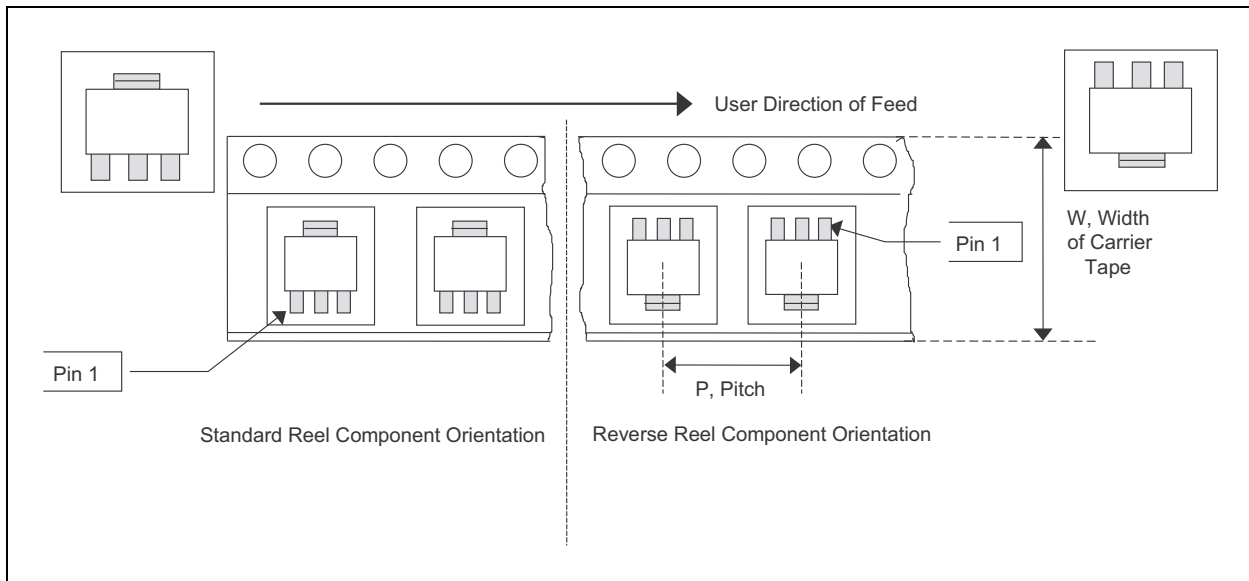 User Direction of Feed
Pin 1
W, Width
of Carrier
Tape
Pin 1
P, Pitch
Standard Reel Component Orientation
Reverse Reel Component Orientation